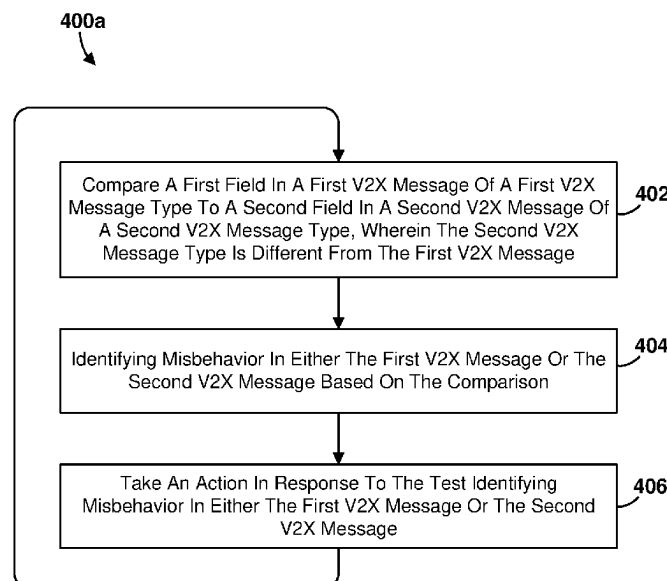 400a
Compare A First Field In A First V2X Message Of A First V2X
Message Type To A Second Field In A Second V2X Message Of
A Second V2X Message Type, Wherein The Second V2X
Message Type Is Different From The First V2X Message
402
Identifying Misbehavior In Either The First V2X Message Or The
Second V2X Message Based On The Comparison
404
Take An Action In Response To The Test Identifying
Misbehavior In Either The First V2X Message Or The Second
V2X Message
406